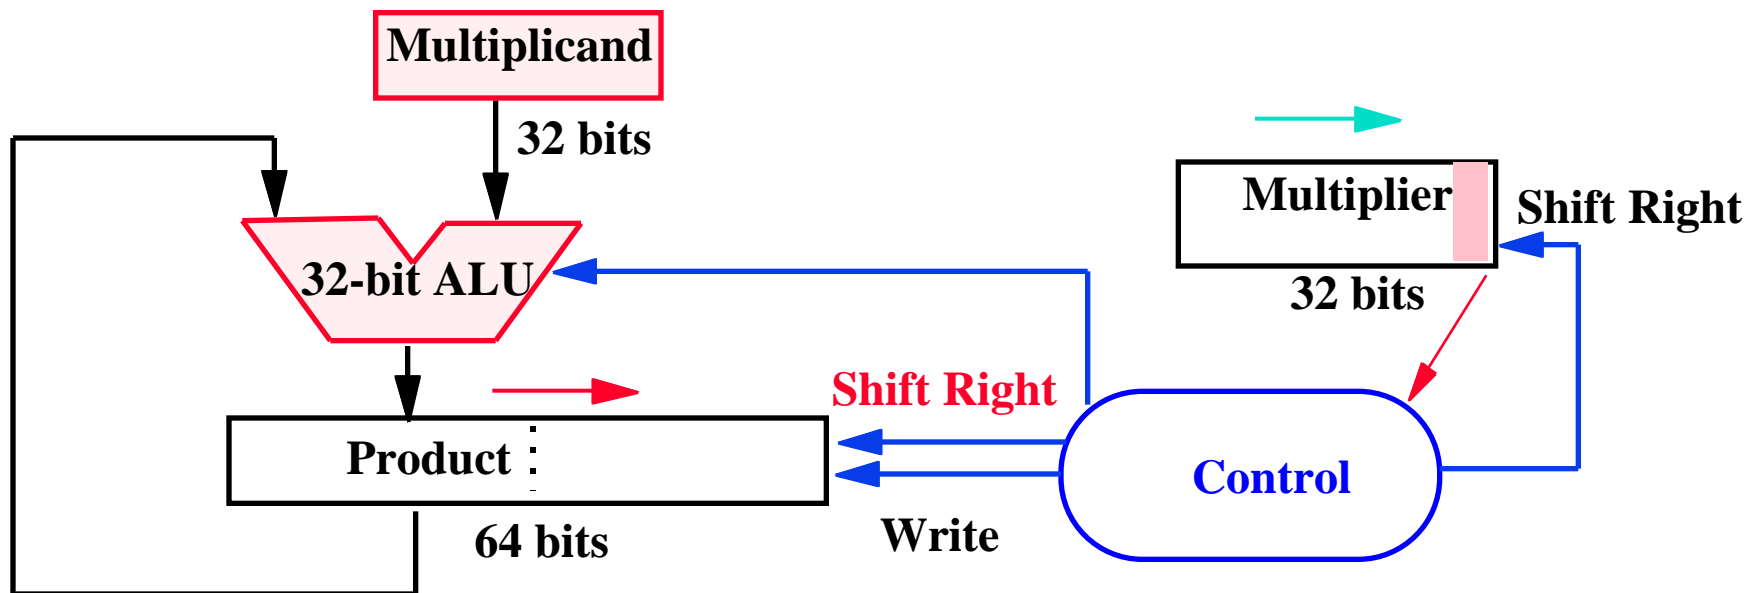 Multiplicand
32 bits
Multiplier
Shift Right
32-bit ALU
32 bits
Shift Right
Product
Control
64 bits
Write